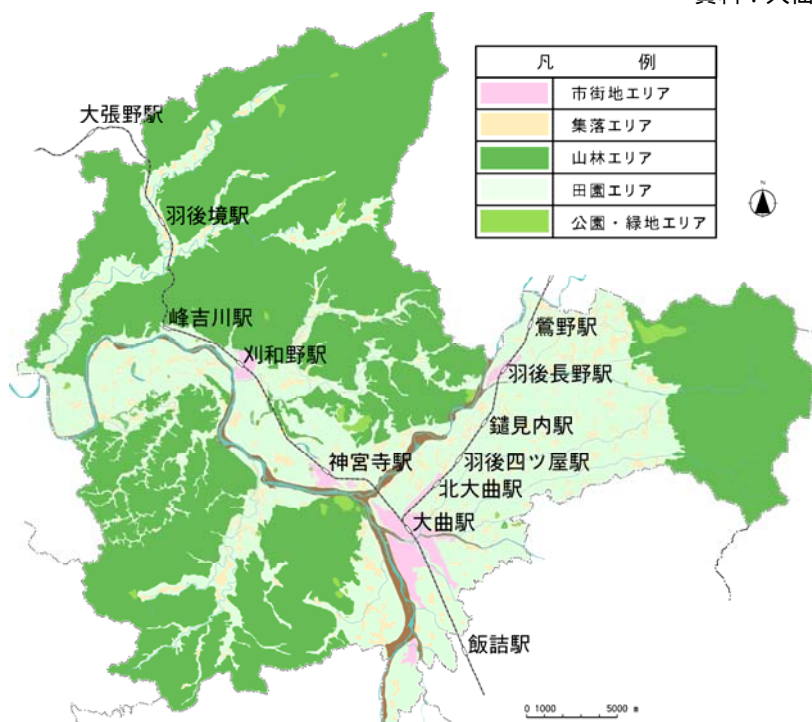 資料：大仙
凡 例
市街地エリア
集落エリア
山林エリア
田園エリア
公園・緑地エリア
N
大張野駅
羽後境駅
峰吉川駅
刈和野駅
鶯野駅
羽後長野駅
鑓見内駅
羽後四ツ屋駅
神宮寺駅
北大曲駅
大曲駅
飯詰駅
0 1000 5000 m